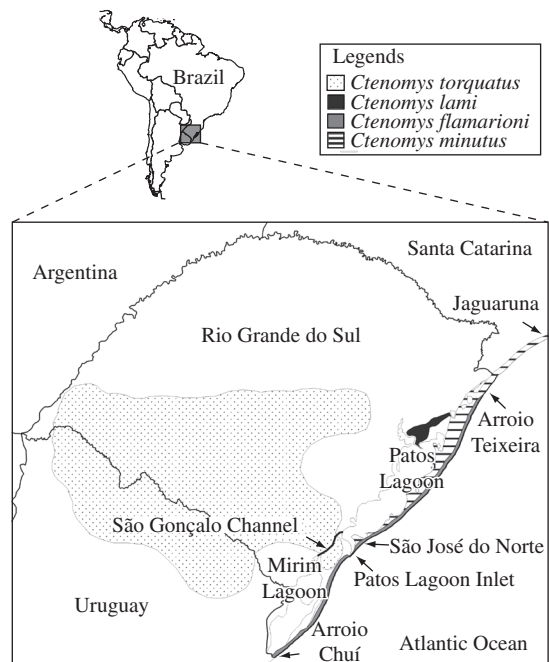 Brazil
Legends
Ctenomys torquatus
Ctenomys lami
Ctenomys flamarioni
Ctenomys minutus
Santa Catarina
Argentina
Jaguaruna
Rio Grande do Sul
Arroio
Teixeira
Patos
Lagoon
São Gonçalo Channel
São José do Norte
Mirim
Lagoon
Patos Lagoon Inlet
Uruguay
Arroio
Chuí
Atlantic Ocean